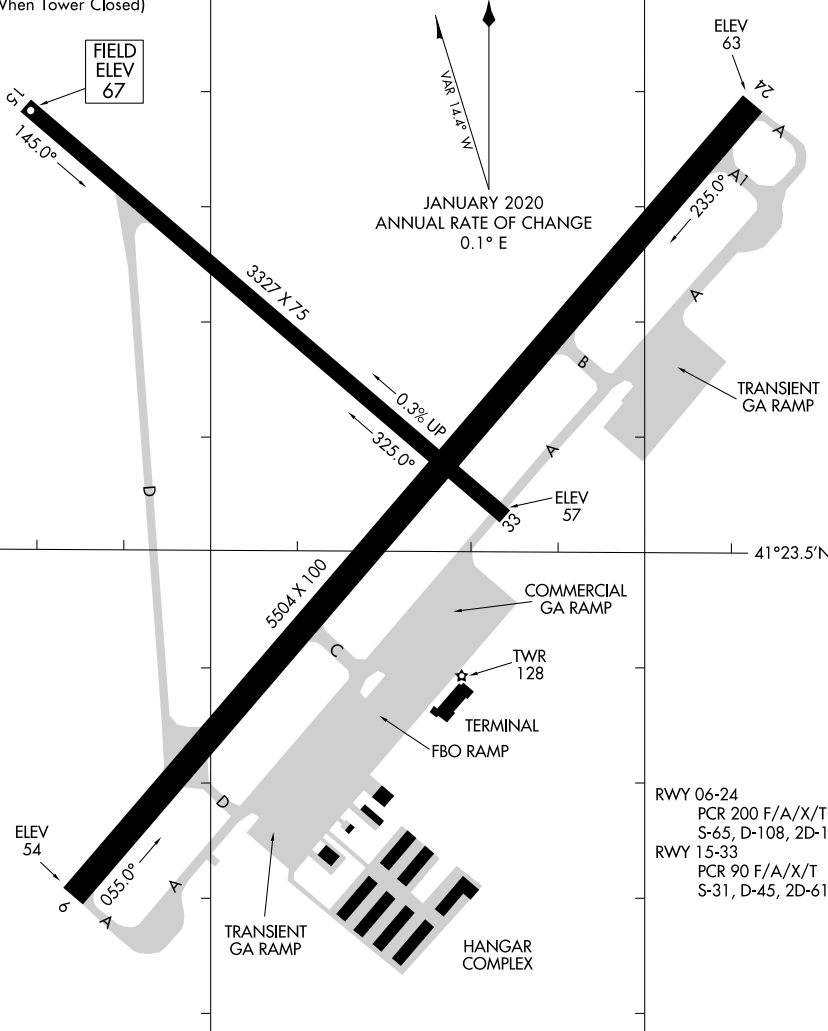 When Tower Closed)
FIELD
ELEV
67
15
145.0°
VAR 14.4° W
JANUARY 2020
ANNUAL RATE OF CHANGE
0.1° E
ELEV
63
24
A
A1
235.0°
A
3327 X 75
B
TRANSIENT
GA RAMP
0.3% UP
325.0°
A
D
ELEV
57
33
41°23.5'N
5504 X 100
COMMERCIAL
GA RAMP
C
TWR
128
TERMINAL
FBO RAMP
D
RWY 06-24
PCR 200 F/A/X/T
S-65, D-108, 2D-1
RWY 15-33
PCR 90 F/A/X/T
S-31, D-45, 2D-61
ELEV
54
055.0°
6
A
A
TRANSIENT
GA RAMP
HANGAR
COMPLEX